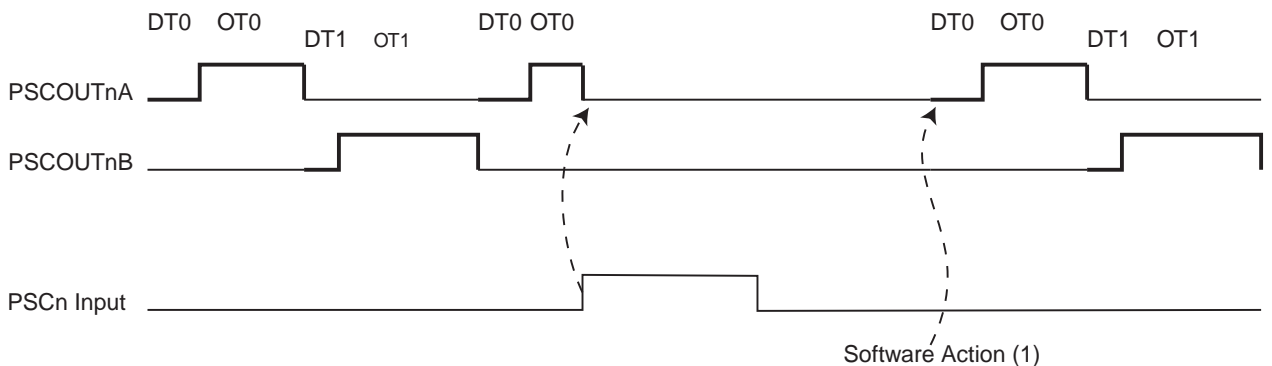 DT0 OT0 DT1 OT1 DT0 OT0 DT0 OT0 DT1 OT1
PSCOUTnA
PSCOUTnB
PSCn Input
Software Action (1)